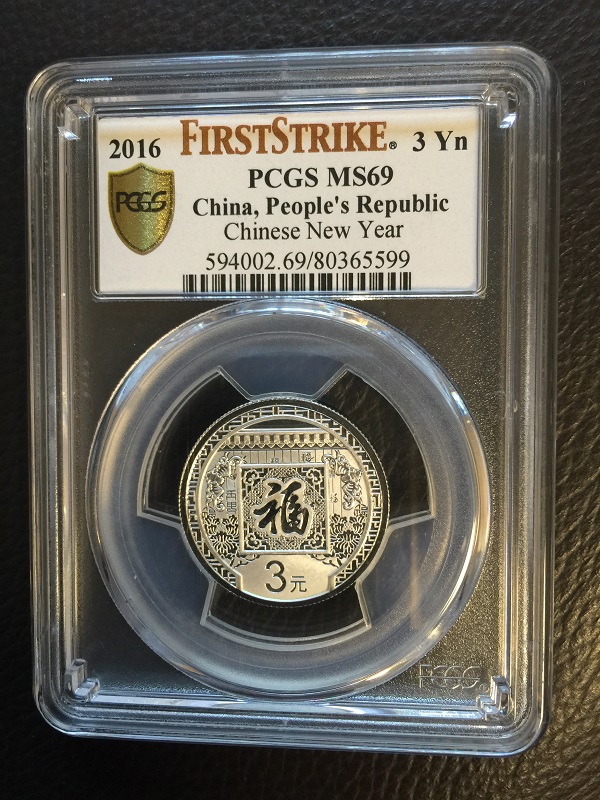 2016 FIRSTSTRIKE® 3 Yn
PCGS
PCGS MS69
China, People's Republic
Chinese New Year
594002.69/80365599
福
3元
PCGS